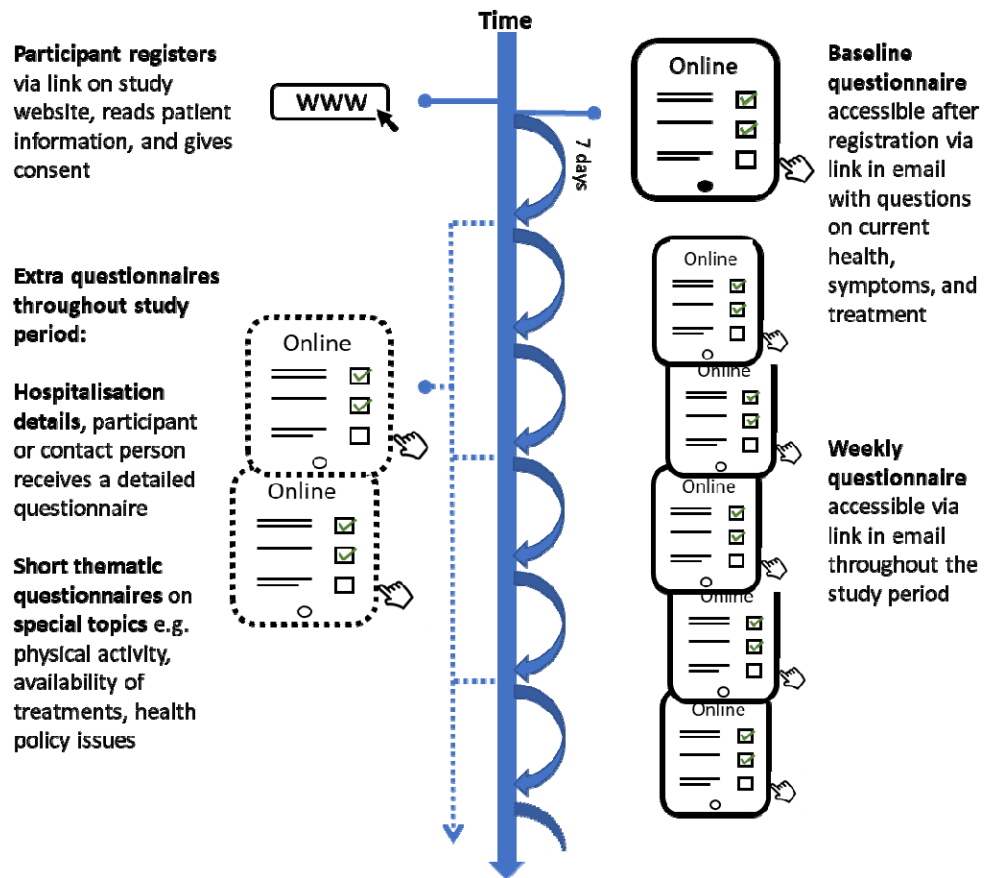 Time
Participant registers
via link on study
website, reads patient
information, and gives
consent
WWW
7 days
Online
Baseline
questionnaire
accessible after
registration via
link in email
with questions
on current
health,
symptoms, and
treatment
Extra questionnaires
throughout study
period:
Hospitalisation
details, participant
or contact person
receives a detailed
questionnaire
Short thematic
questionnaires on
special topics e.g.
physical activity,
availability of
treatments, health
policy issues
Online
Online
Online
Online
Online
Online
Online
Weekly
questionnaire
accessible via
link in email
throughout the
study period